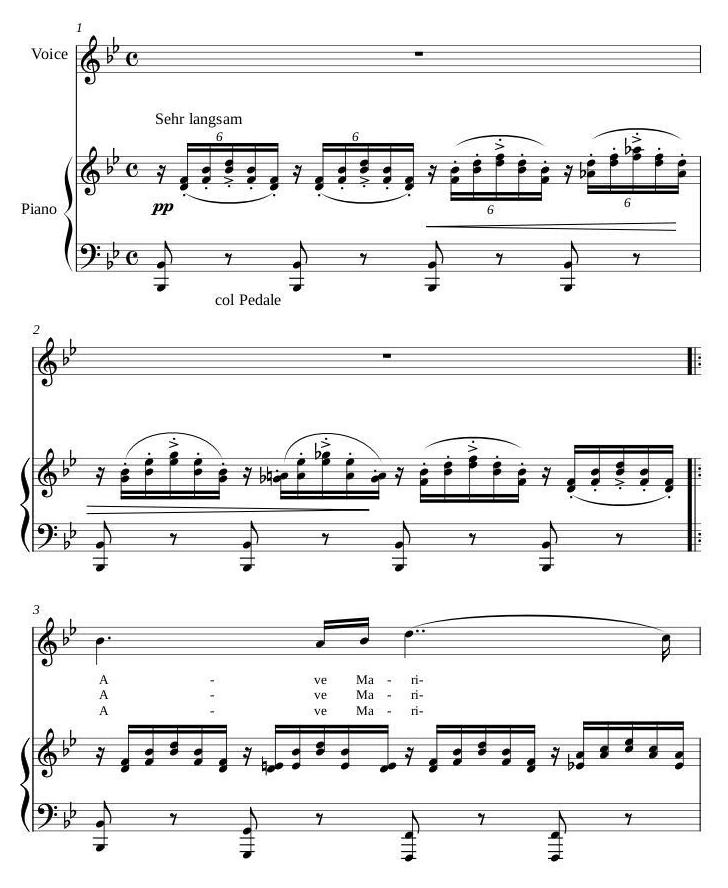 1
Voice
Sehr langsam
6 6
Piano
pp
6 6
col Pedale
2
3
A - ve Ma - ri-
A - ve Ma - ri-
A - ve Ma - ri-